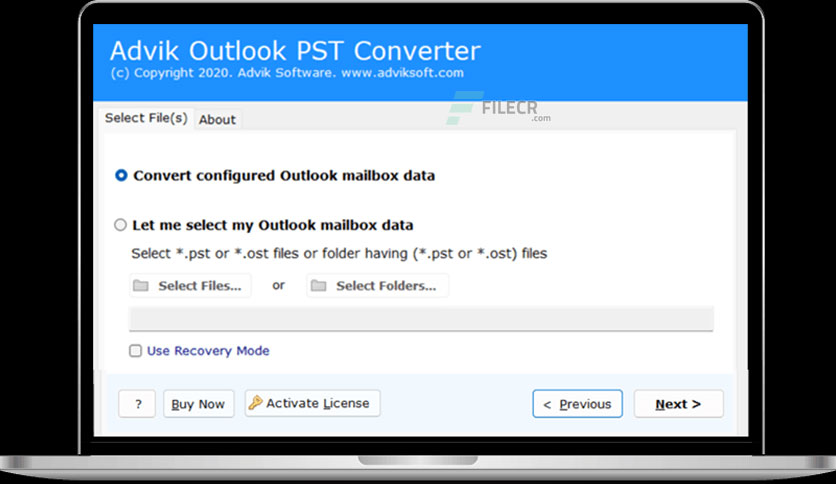 Advik Outlook PST Converter
(c) Copyright 2020. Advik Software. www.adviksoft.com
FILECR
.com
Select File(s) About
Convert configured Outlook mailbox data
Let me select my Outlook mailbox data
Select *.pst or *.ost files or folder having (*.pst or *.ost) files
Select Files... or Select Folders...
Use Recovery Mode
? Buy Now Activate License < Previous Next >